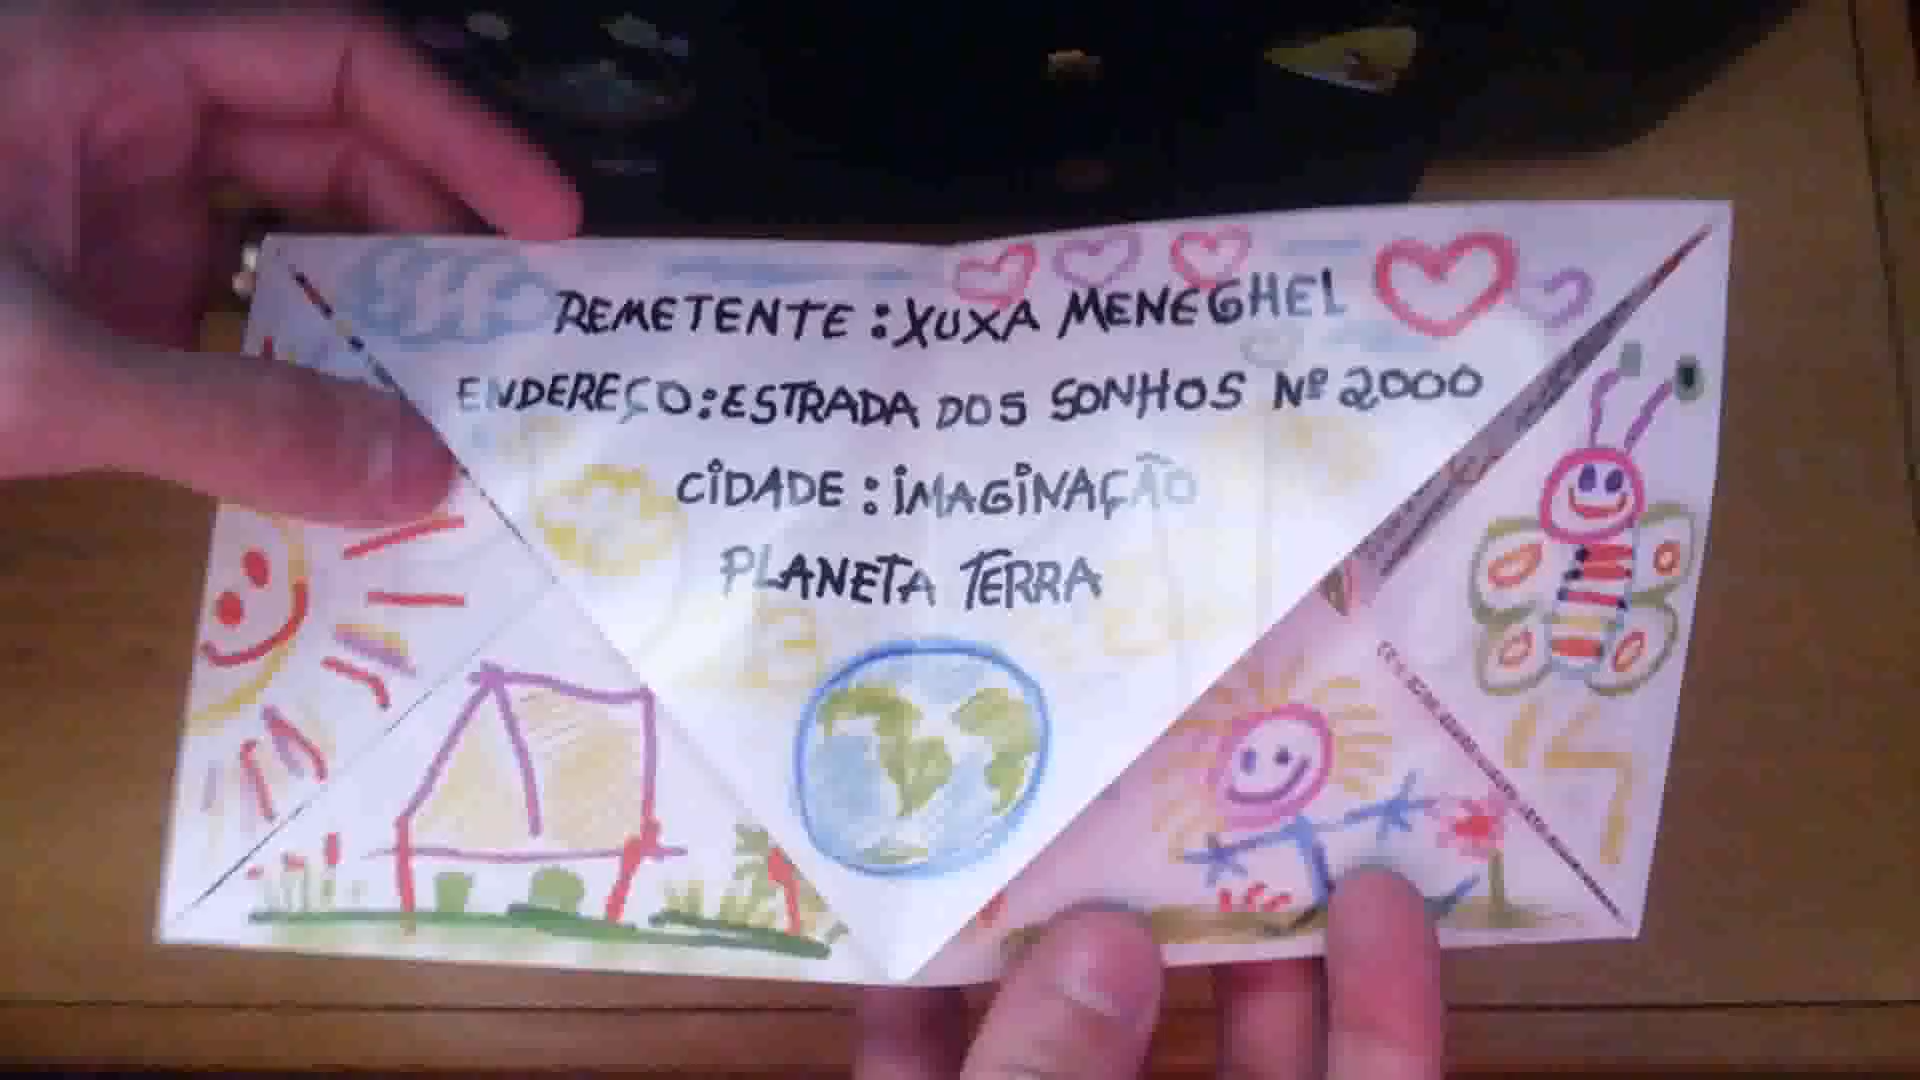 REMETENTE : XUXA MENEGHEL
ENDEREÇO : ESTRADA DOS SONHOS Nº 2000
CIDADE : IMAGINAÇÃO
PLANETA TERRA